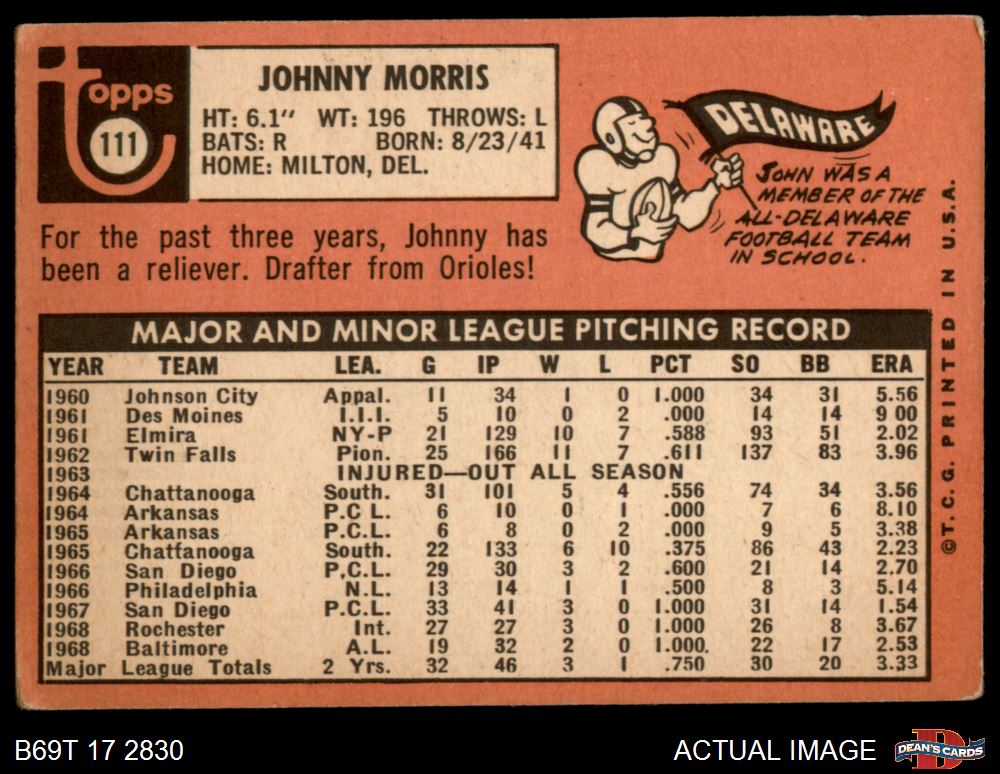 topps
111
JOHNNY MORRIS
HT: 6.1" WT: 196 THROWS: L
BATS: R BORN: 8/23/41
HOME: MILTON, DEL.
For the past three years, Johnny has
been a reliever. Drafter from Orioles!
DELAWARE
JOHN WAS A
MEMBER OF THE
ALL-DELAWARE
FOOTBALL TEAM
IN SCHOOL.
MAJOR AND MINOR LEAGUE PITCHING RECORD
YEAR TEAM LEA. G IP W L PCT SO BB ERA
1960 Johnson City Appal. 11 34 1 0 1.000 34 31 5.56
1961 Des Moines I.I.I. 5 10 0 2 .000 14 14 9 00
1961 Elmira NY-P 21 129 10 7 .588 93 51 2.02
1962 Twin Falls Pion. 25 166 11 7 .611 137 83 3.96
1963 INJURED—OUT ALL SEASON
1964 Chattanooga South. 31 101 5 4 .556 74 34 3.56
1964 Arkansas P.C L. 6 10 0 1 .000 7 6 8.10
1965 Arkansas P.C.L. 6 8 0 2 .000 9 5 3.38
1965 Chattanooga South. 22 133 6 10 .375 86 43 2.23
1966 San Diego P.C.L. 29 30 3 2 .600 21 14 2.70
1966 Philadelphia N.L. 13 14 1 1 .500 8 3 5.14
1967 San Diego P.C.L. 33 41 3 0 1.000 31 14 1.54
1968 Rochester Int. 27 27 3 0 1.000 26 8 3.67
1968 Baltimore A.L. 19 32 2 0 1.000. 22 17 2.53
Major League Totals 2 Yrs. 32 46 3 1 .750 30 20 3.33
©T. C. G. PRINTED IN U.S.A.
B69T 17 2830
ACTUAL IMAGE
D
DEAN'S CARDS